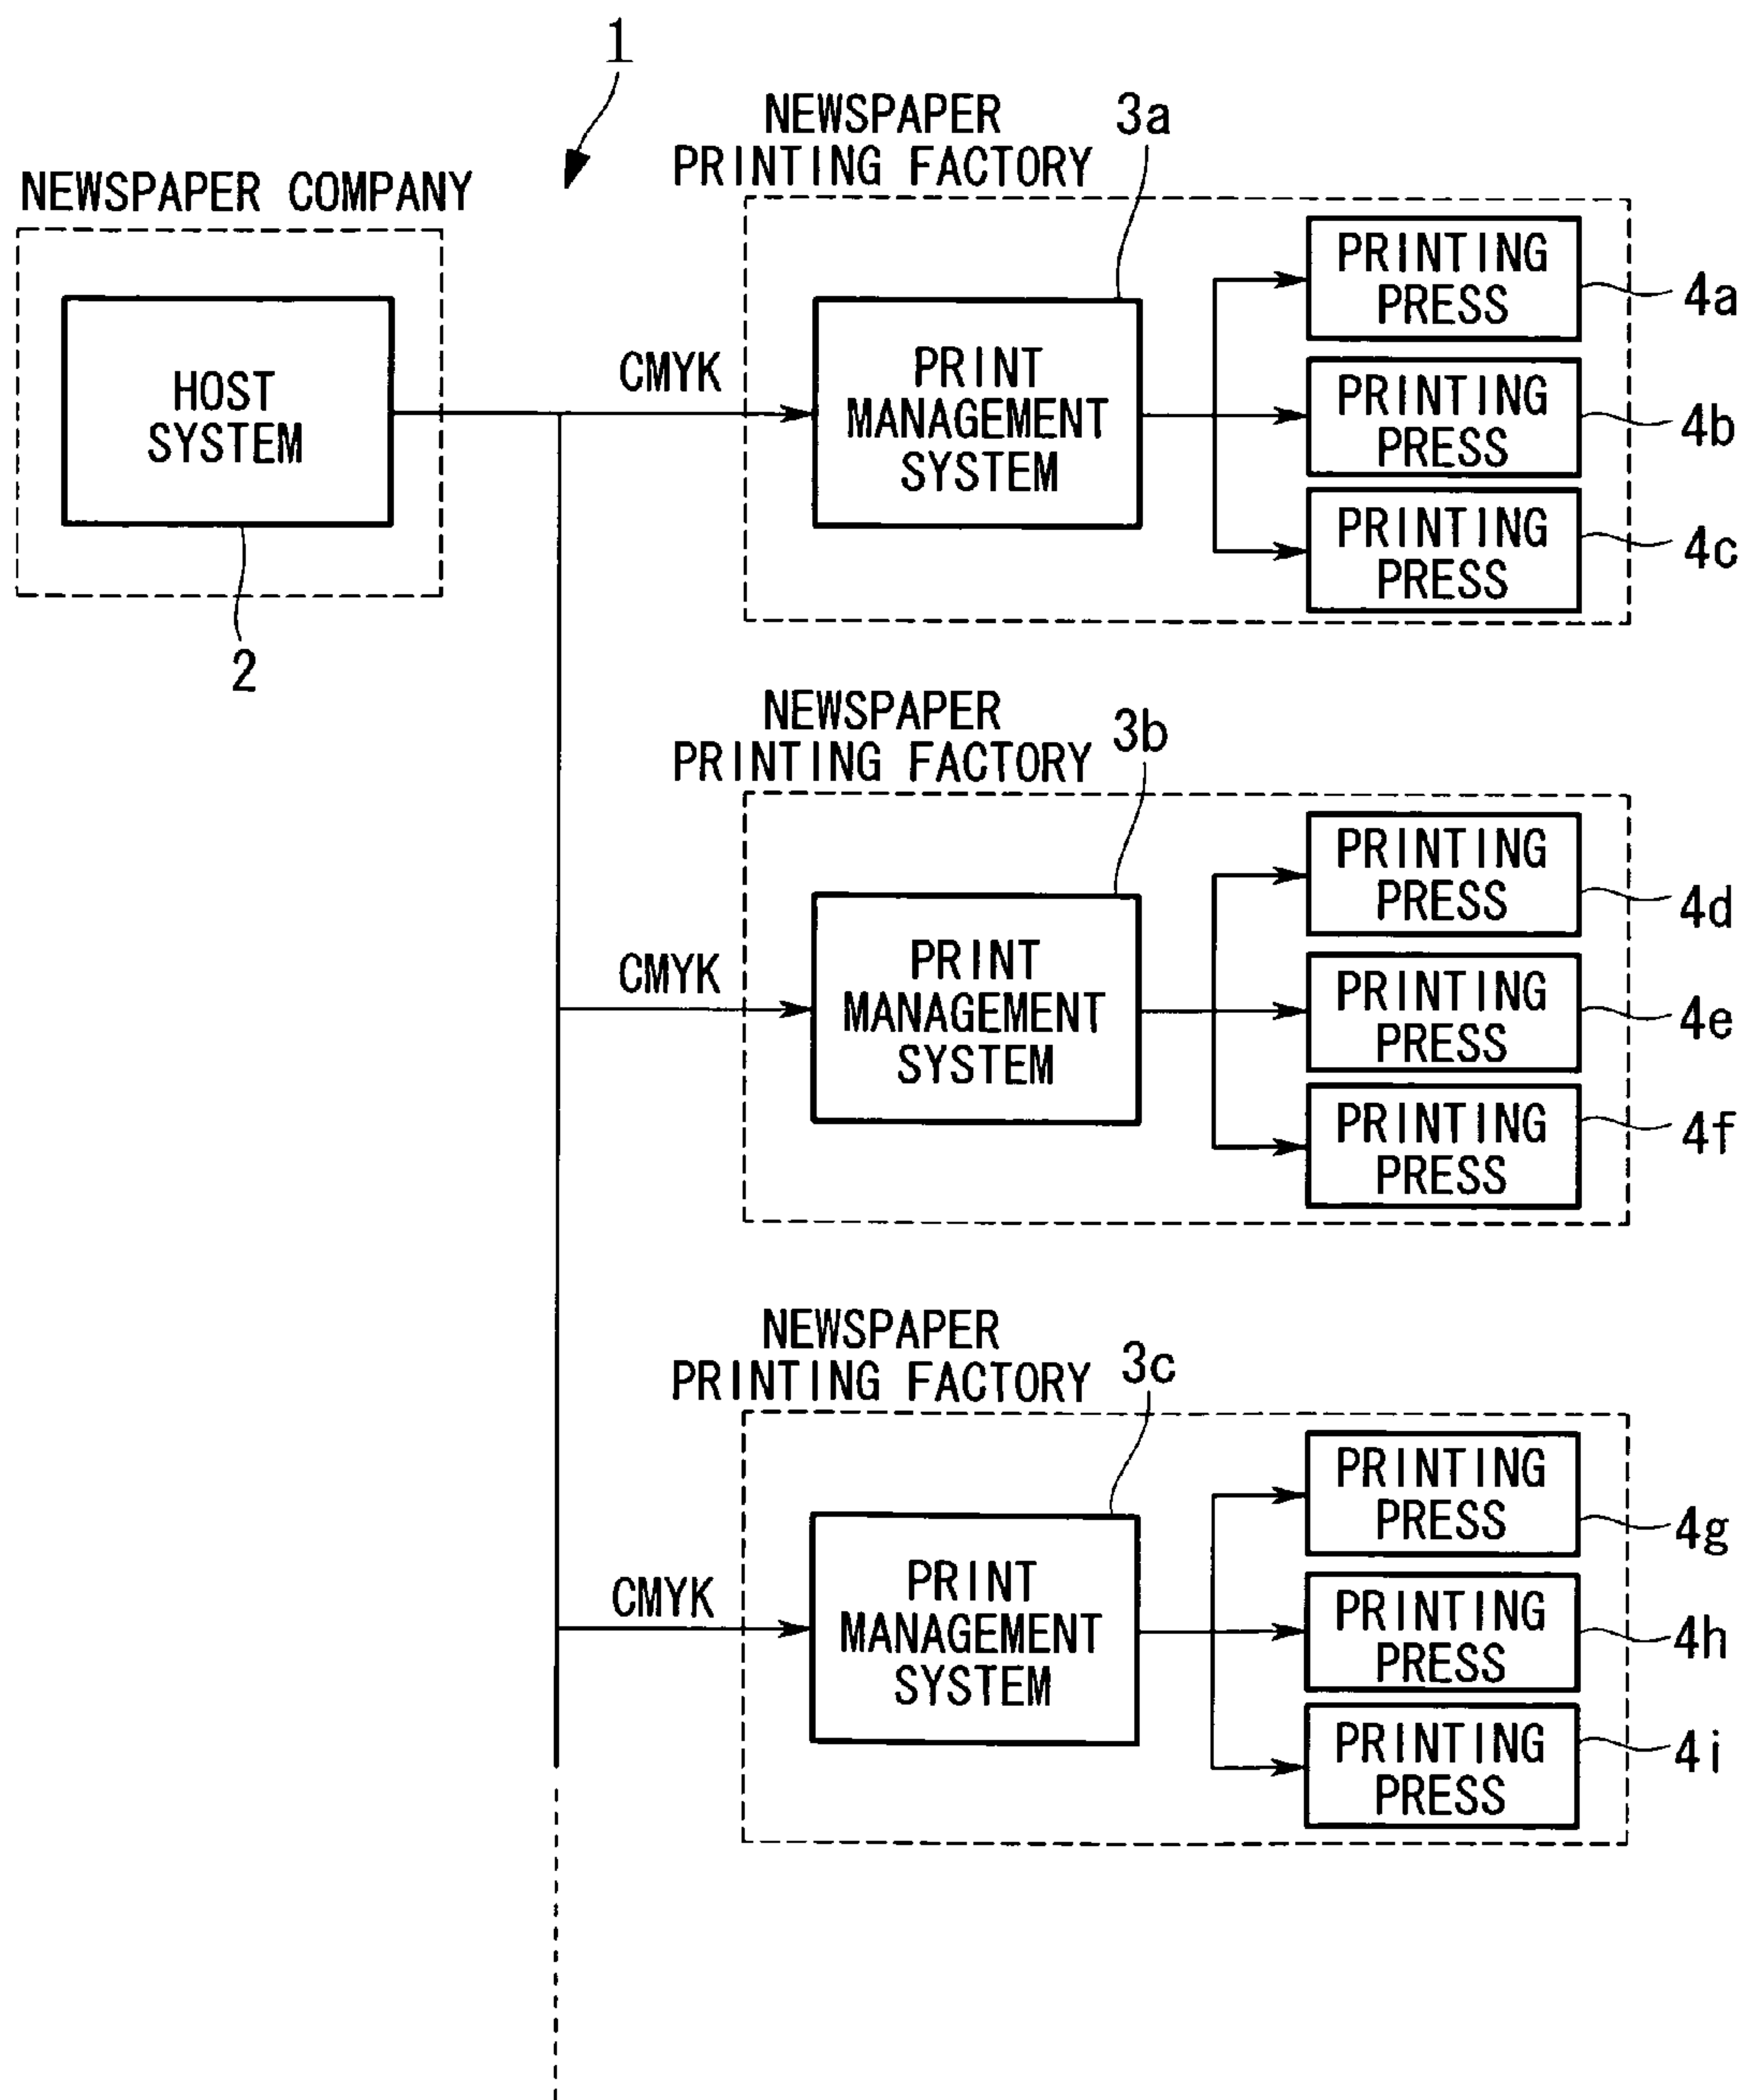 1
NEWSPAPER COMPANY
HOST
SYSTEM
2
NEWSPAPER
PRINTING FACTORY
3a
CMYK
PRINT
MANAGEMENT
SYSTEM
PRINTING
PRESS
4a
PRINTING
PRESS
4b
PRINTING
PRESS
4c
NEWSPAPER
PRINTING FACTORY
3b
CMYK
PRINT
MANAGEMENT
SYSTEM
PRINTING
PRESS
4d
PRINTING
PRESS
4e
PRINTING
PRESS
4f
NEWSPAPER
PRINTING FACTORY
3c
CMYK
PRINT
MANAGEMENT
SYSTEM
PRINTING
PRESS
4g
PRINTING
PRESS
4h
PRINTING
PRESS
4i